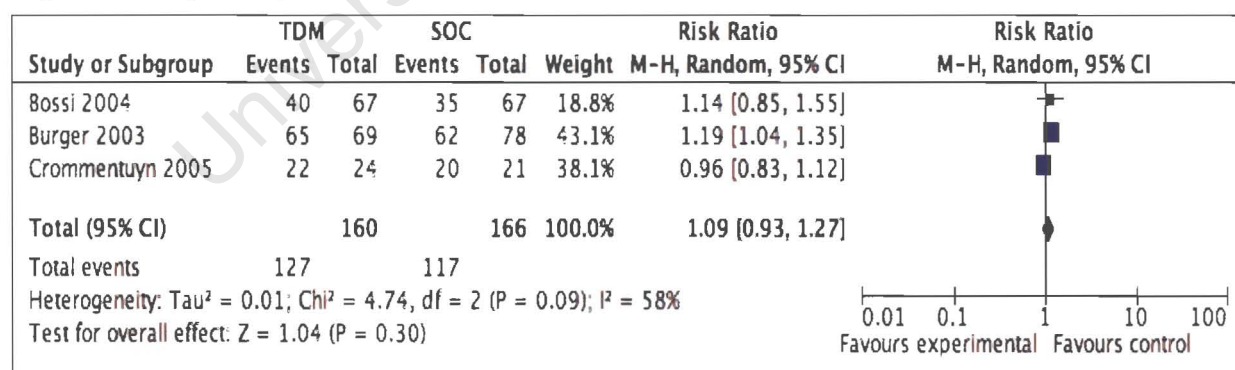 Univers
TDM SOC Risk Ratio Risk Ratio
Study or Subgroup Events Total Events Total Weight M-H, Random, 95% CI M-H, Random, 95% CI
Bossi 2004 40 67 35 67 18.8% 1.14 [0.85, 1.55]
Burger 2003 65 69 62 78 43.1% 1.19 [1.04, 1.35]
Crommentuyn 2005 22 24 20 21 38.1% 0.96 [0.83, 1.12]
Total (95% CI) 160 166 100.0% 1.09 [0.93, 1.27]
Total events 127 117
Heterogeneity: Tau² = 0.01; Chi² = 4.74, df = 2 (P = 0.09); I² = 58%
Test for overall effect: Z = 1.04 (P = 0.30)
0.01 0.1 1 10 100
Favours experimental Favours control